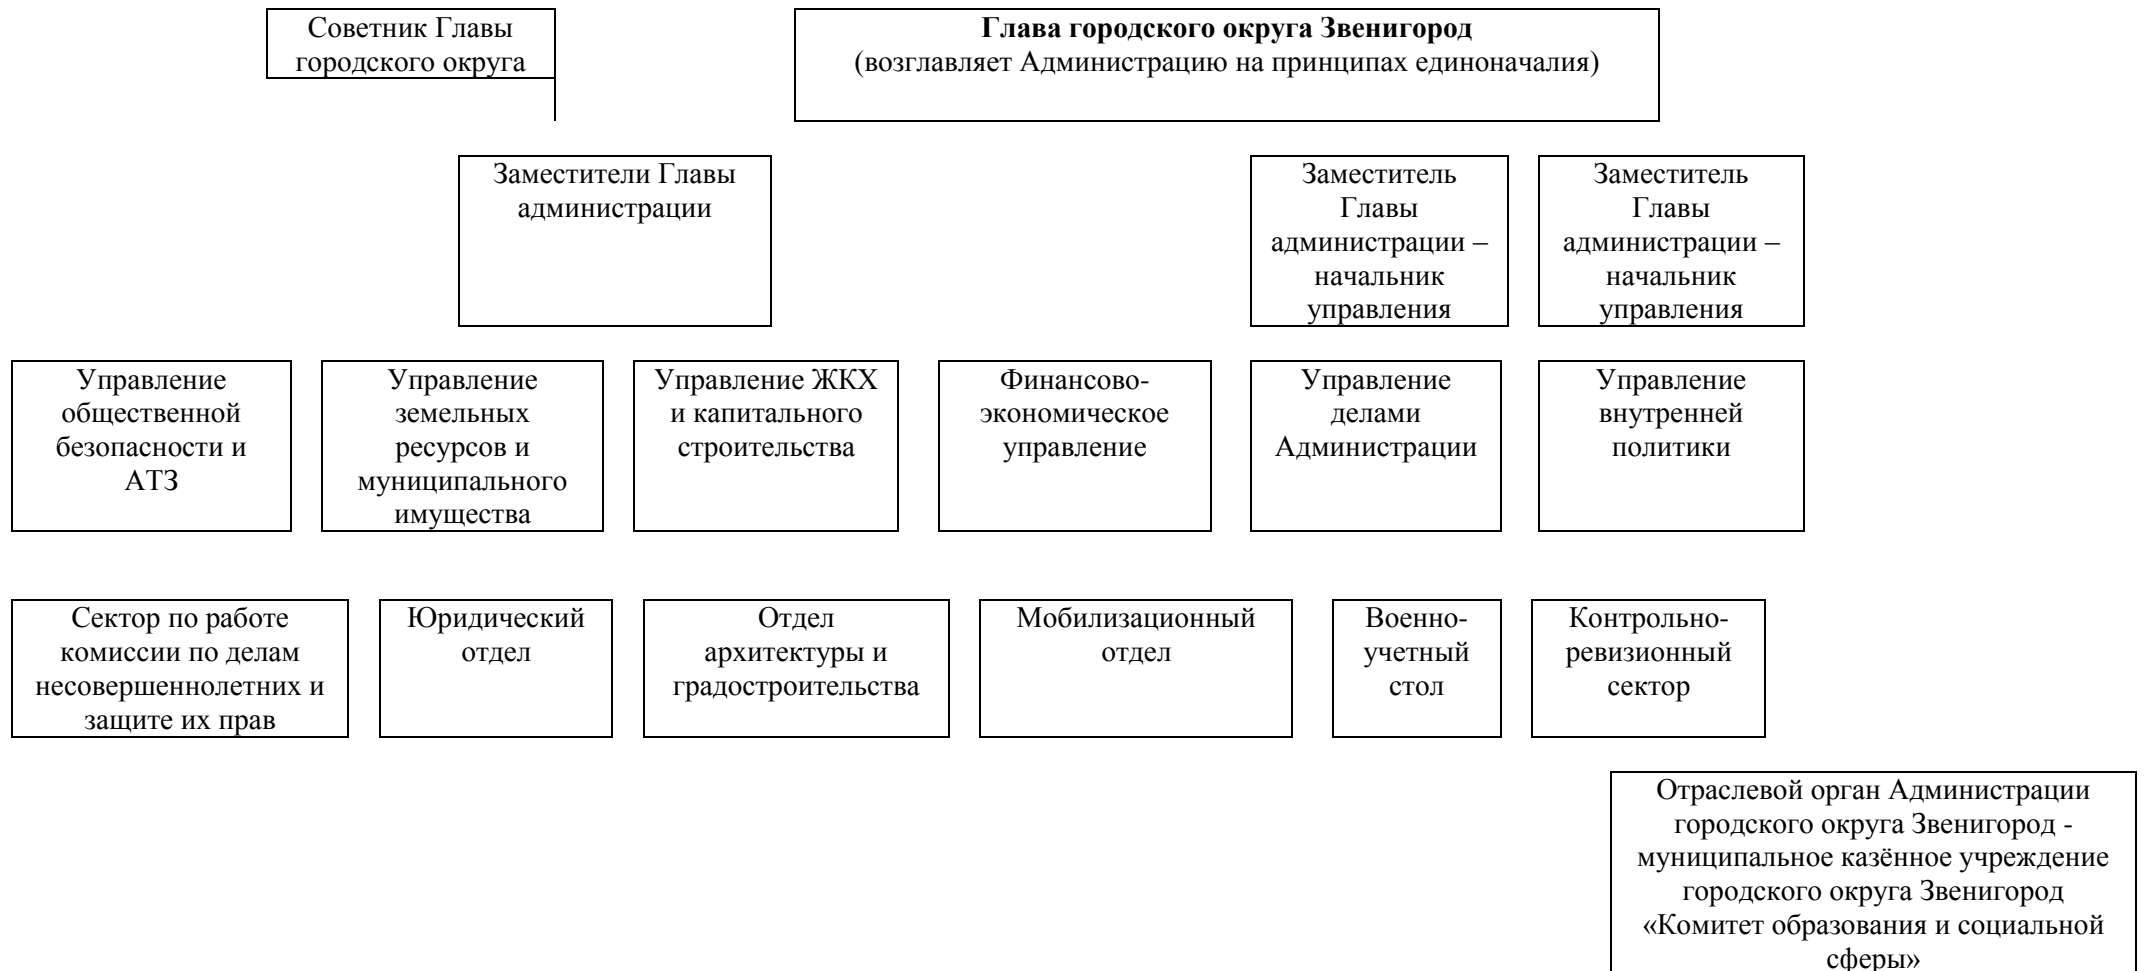 Советник Главы
городского округа
Глава городского округа Звенигород
(возглавляет Администрацию на принципах единоначалия)
Заместители Главы
администрации
Заместитель
Главы
администрации –
начальник
управления
Заместитель
Главы
администрации –
начальник
управления
Управление
общественной
безопасности и
АТЗ
Управление
земельных
ресурсов и
муниципального
имущества
Управление ЖКХ
и капитального
строительства
Финансово-
экономическое
управление
Управление
делами
Администрации
Управление
внутренней
политики
Сектор по работе
комиссии по делам
несовершеннолетних и
защите их прав
Юридический
отдел
Отдел
архитектуры и
градостроительства
Мобилизационный
отдел
Военно-
учетный
стол
Контрольно-
ревизионный
сектор
Отраслевой орган Администрации
городского округа Звенигород -
муниципальное казённое учреждение
городского округа Звенигород
«Комитет образования и социальной
сферы»